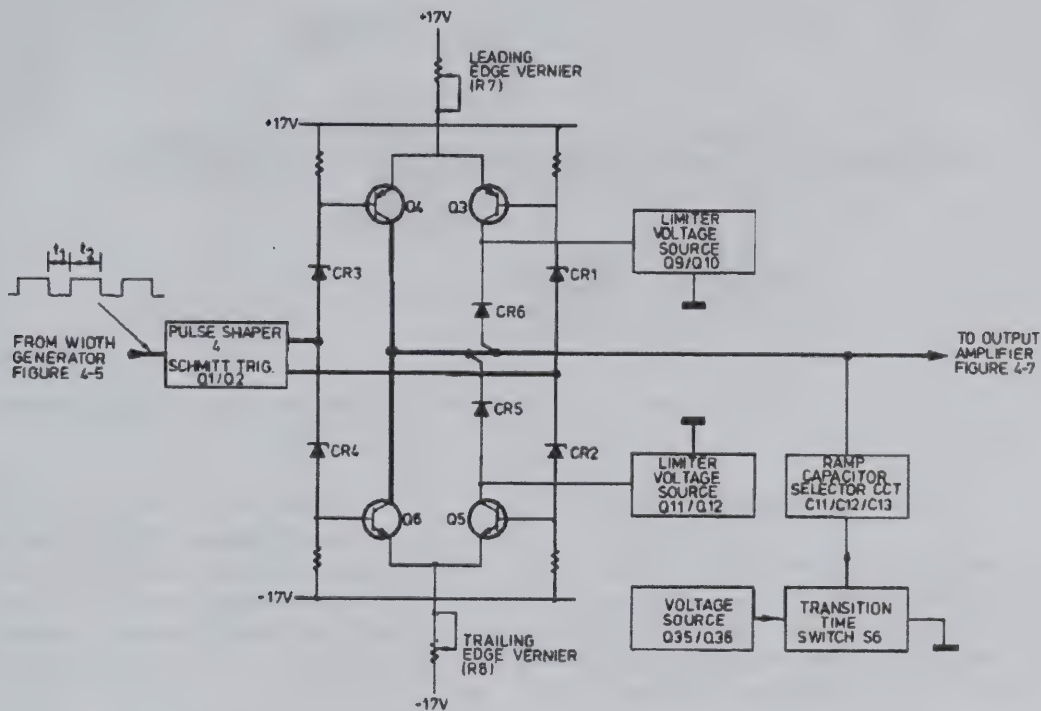 +17V
LEADING
EDGE VERNIER
(R7)
+17V
Q4
Q3
LIMITER
VOLTAGE
SOURCE
Q9/Q10
t1
t2
CR3
CR1
CR6
FROM WIDTH
GENERATOR
FIGURE 4-5
PULSE SHAPER
4
SCHMITT TRIG.
Q1/Q2
TO OUTPUT
AMPLIFIER
FIGURE 4-7
CR5
CR4
CR2
LIMITER
VOLTAGE
SOURCE
Q11/Q12
RAMP
CAPACITOR
SELECTOR CCT
C11/C12/C13
Q6
Q5
-17V
VOLTAGE
SOURCE
Q35/Q36
TRANSITION
TIME
SWITCH S6
TRAILING
EDGE VERNIER
(R8)
-17V